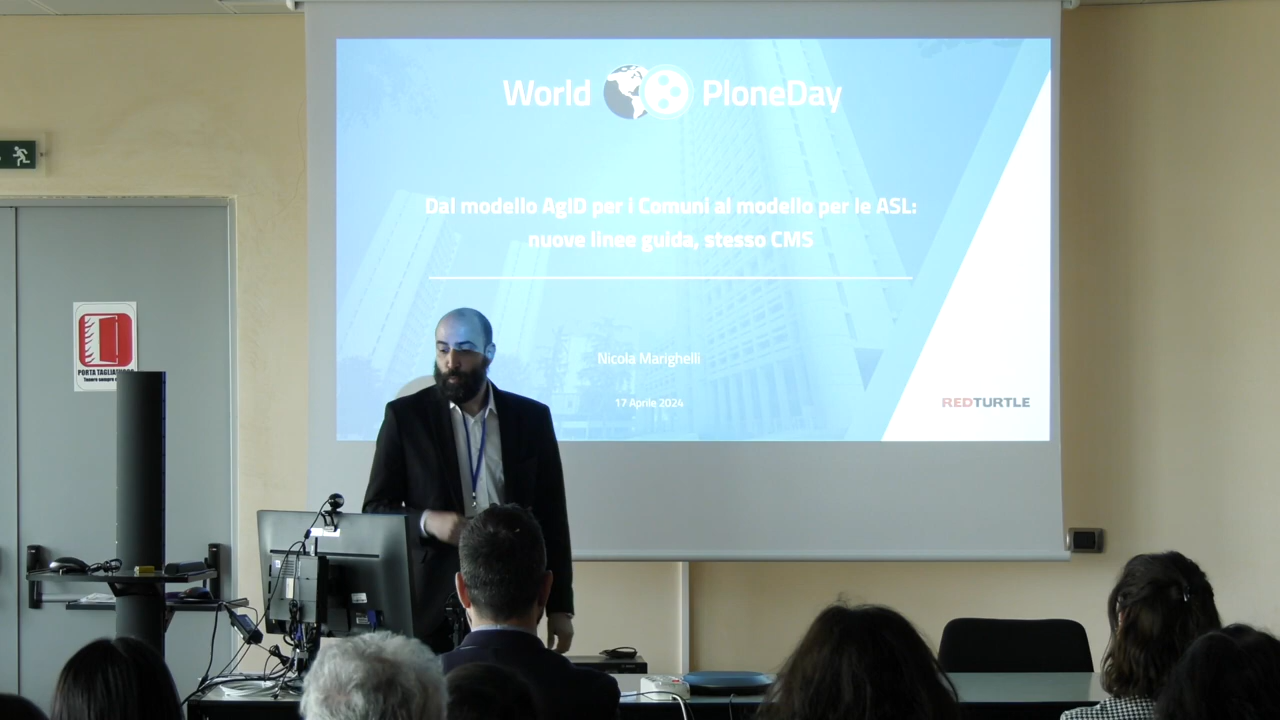 World PloneDay
Dal modello AgID per i Comuni al modello per le ASL:
nuove linee guida, stesso CMS
Nicola Marighelli
17 Aprile 2024
REDTURTLE
PORTA TAGLIAFUOCO